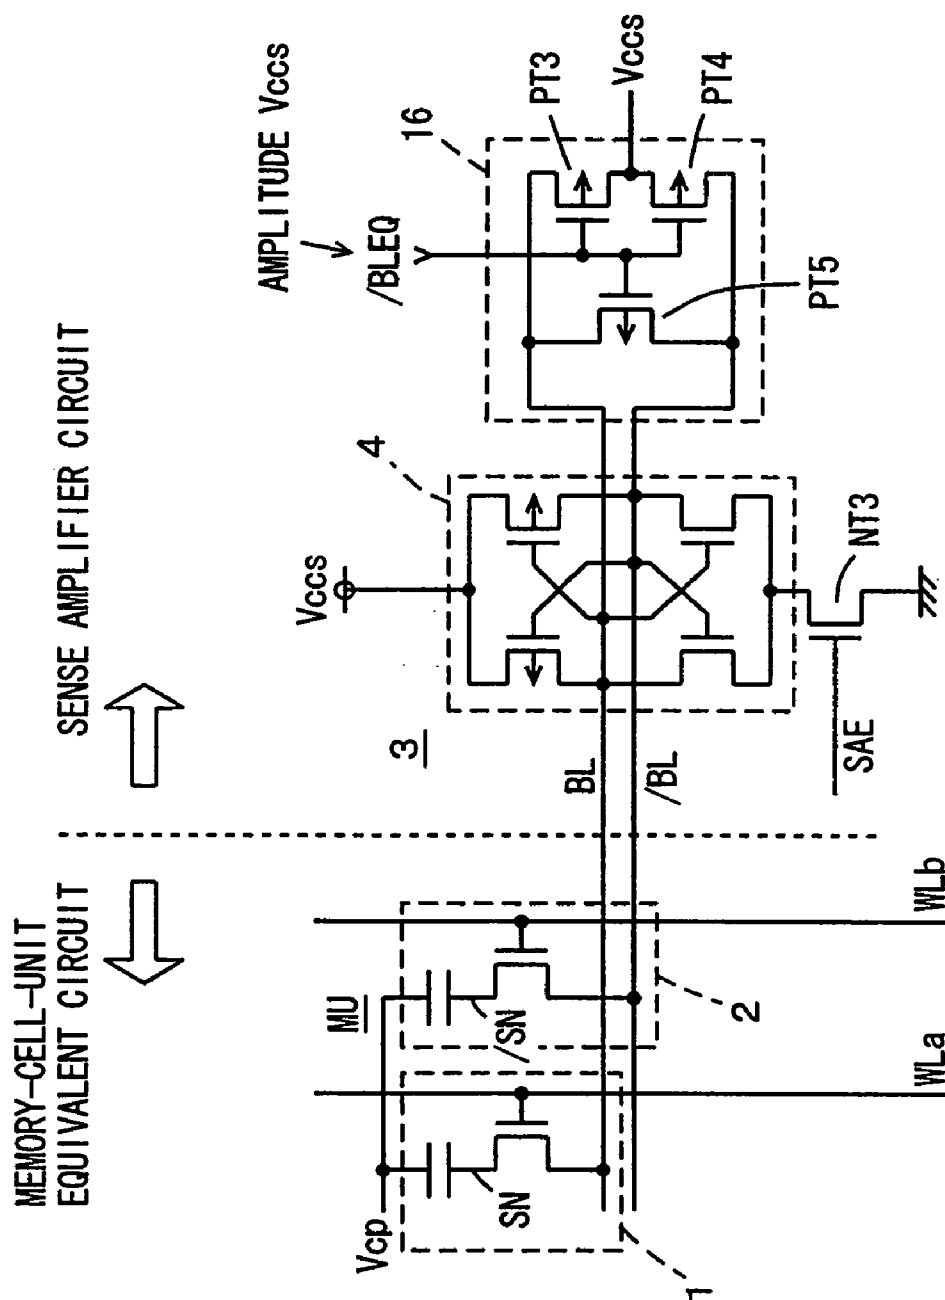 MEMORY-CELL-UNIT
EQUIVALENT CIRCUIT
SENSE AMPLIFIER CIRCUIT
AMPLITUDE Vccs
/BLEQ
16
PT3
Vccs
PT4
PT5
4
Vccs
3
BL
/BL
SAE
NT3
MU
Vcp
SN
/SN
1
2
WLa
WLb